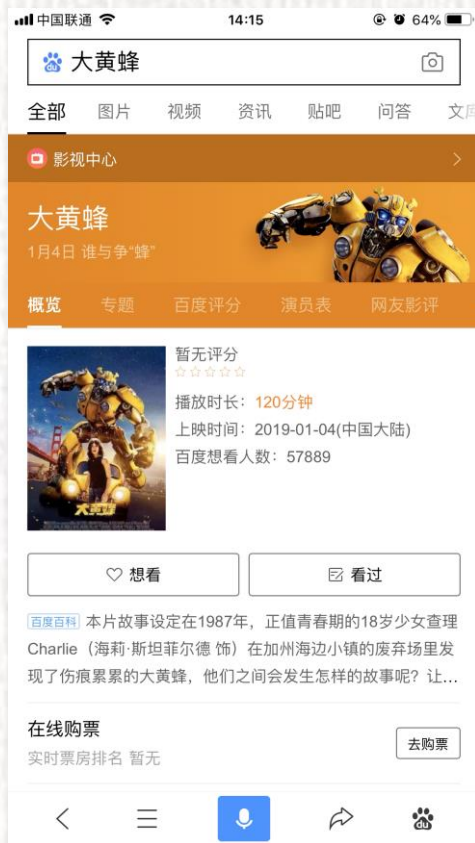 中国联通 14:15 64%
du 大黄蜂
全部 图片 视频 资讯 贴吧 问答 文库
影视中心
大黄蜂
1月4日 谁与争“蜂”
概览 专题 百度评分 演员表 网友影评
暂无评分
播放时长：120分钟
上映时间：2019-01-04(中国大陆)
百度想看人数：57889
大黄蜂
想看 看过
百度百科 本片故事设定在1987年，正值青春期的18岁少女查理
Charlie（海莉·斯坦菲尔德 饰）在加州海边小镇的废弃场里发
现了伤痕累累的大黄蜂，他们之间会发生怎样的故事呢？让...
在线购票
去购票
实时票房排名 暂无
du